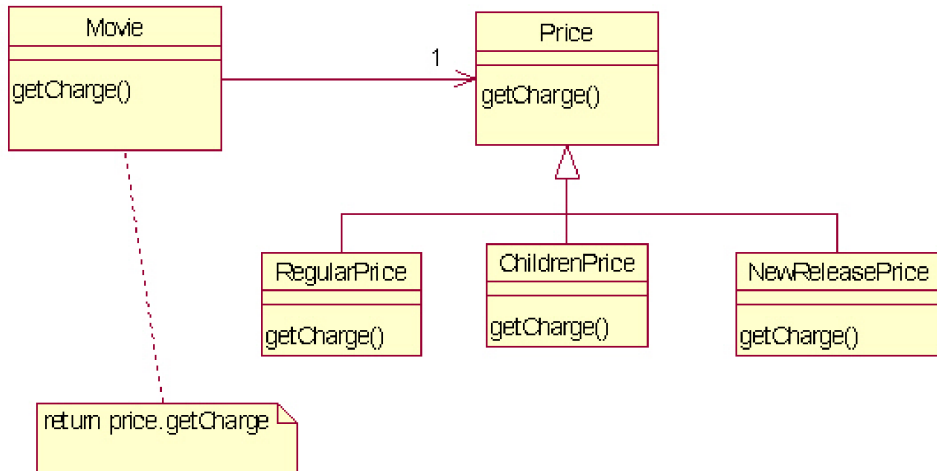 Movie
getCharge()
1
Price
getCharge()
RegularPrice
getCharge()
ChildrenPrice
getCharge()
NewReleasePrice
getCharge()
return price.getCharge